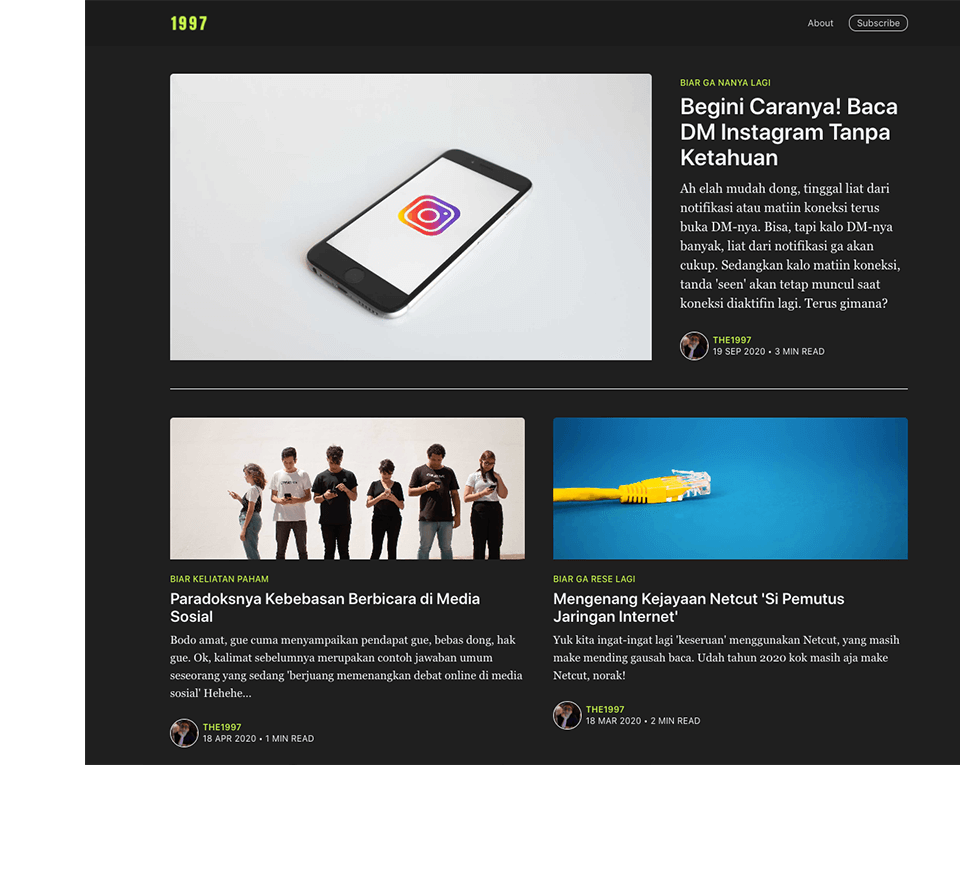 1997
About
Subscribe
BIAR GA NANYA LAGI
Begini Caranya! Baca
DM Instagram Tanpa
Ketahuan
Ah elah mudah dong, tinggal liat dari
notifikasi atau matiin koneksi terus
buka DM-nya. Bisa, tapi kalo DM-nya
banyak, liat dari notifikasi ga akan
cukup. Sedangkan kalo matiin koneksi,
tanda 'seen' akan tetap muncul saat
koneksi diaktifin lagi. Terus gimana?
THE1997
19 SEP 2020 • 3 MIN READ
BIAR KELIATAN PAHAM
Paradoksnya Kebebasan Berbicara di Media
Sosial
Bodo amat, gue cuma menyampaikan pendapat gue, bebas dong, hak
gue. Ok, kalimat sebelumnya merupakan contoh jawaban umum
seseorang yang sedang 'berjuang memenangkan debat online di media
sosial' Hehehe...
THE1997
18 APR 2020 • 1 MIN READ
BIAR GA RESE LAGI
Mengenang Kejayaan Netcut 'Si Pemutus
Jaringan Internet'
Yuk kita ingat-ingat lagi 'keseruan' menggunakan Netcut, yang masih
make mending gausah baca. Udah tahun 2020 kok masih aja make
Netcut, norak!
THE1997
18 MAR 2020 • 2 MIN READ